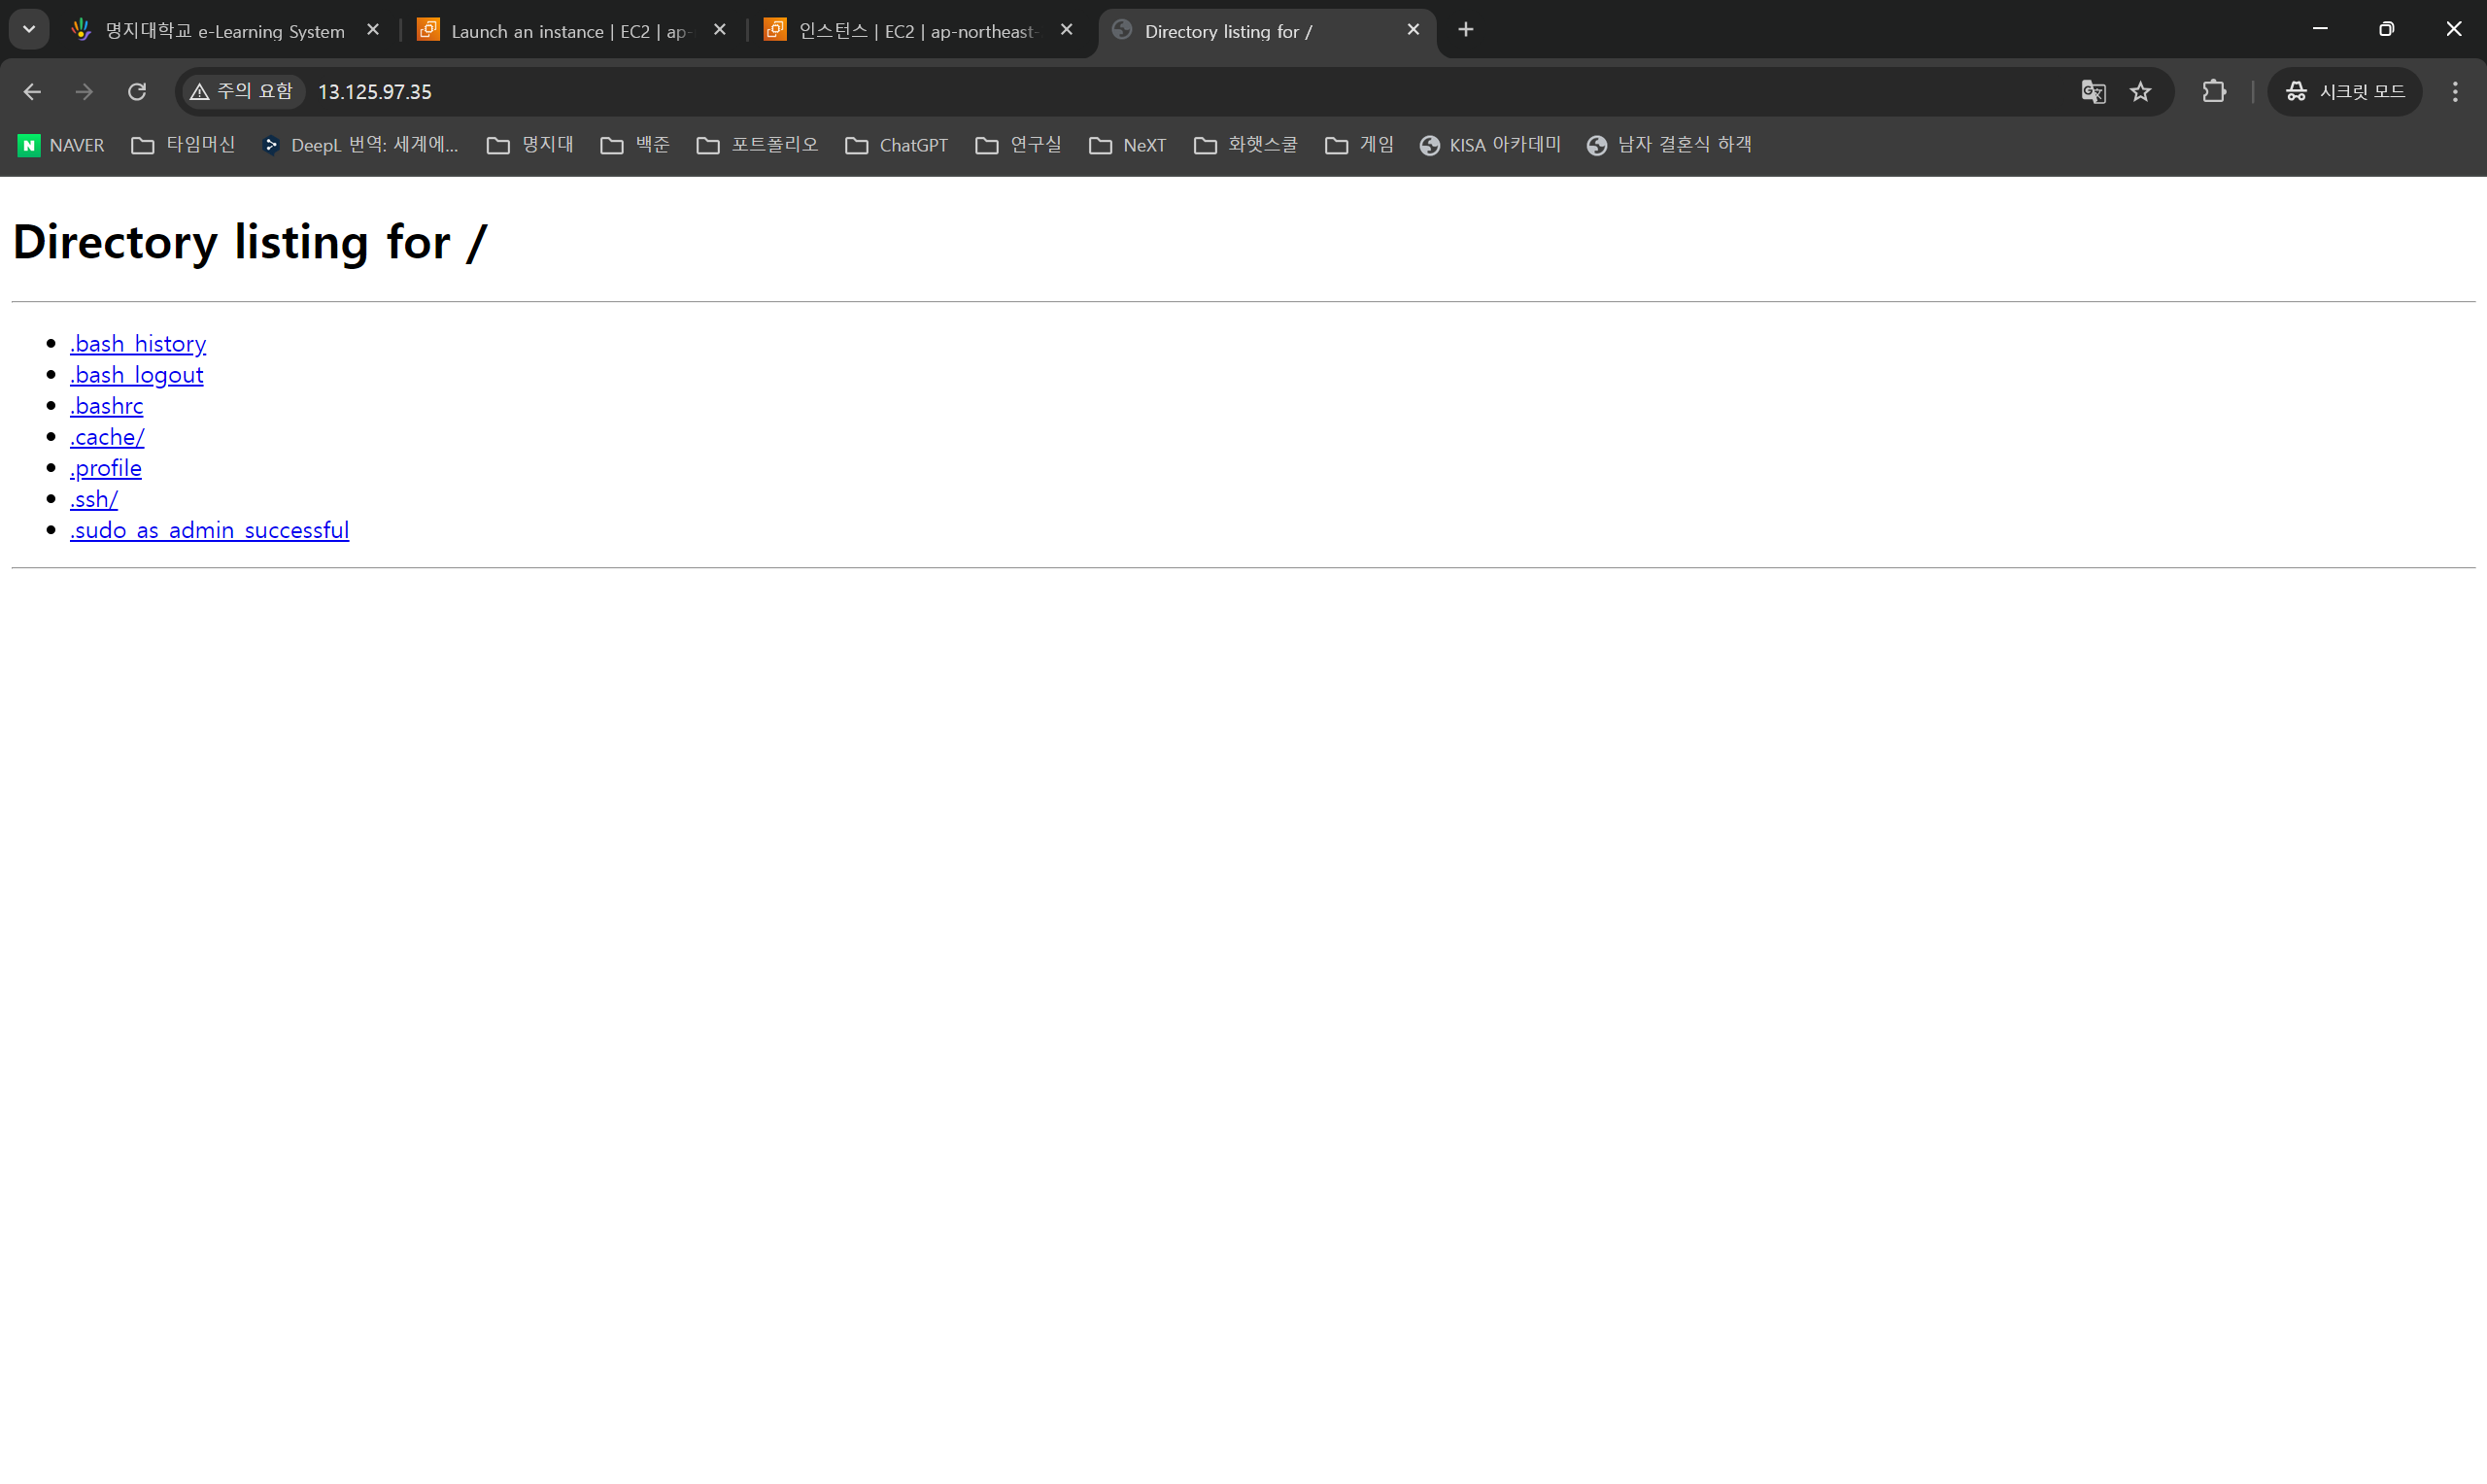 명지대학교 e-Learning System
Launch an instance | EC2 | ap-
인스턴스 | EC2 | ap-northeast-
Directory listing for /
주의 요함
13.125.97.35
시크릿 모드
NAVER
타임머신
DeepL 번역: 세계에...
명지대
백준
포트폴리오
ChatGPT
연구실
NeXT
화햇스쿨
게임
KISA 아카데미
남자 결혼식 하객
Directory listing for /
.bash_history
.bash_logout
.bashrc
.cache/
.profile
.ssh/
.sudo_as_admin_successful